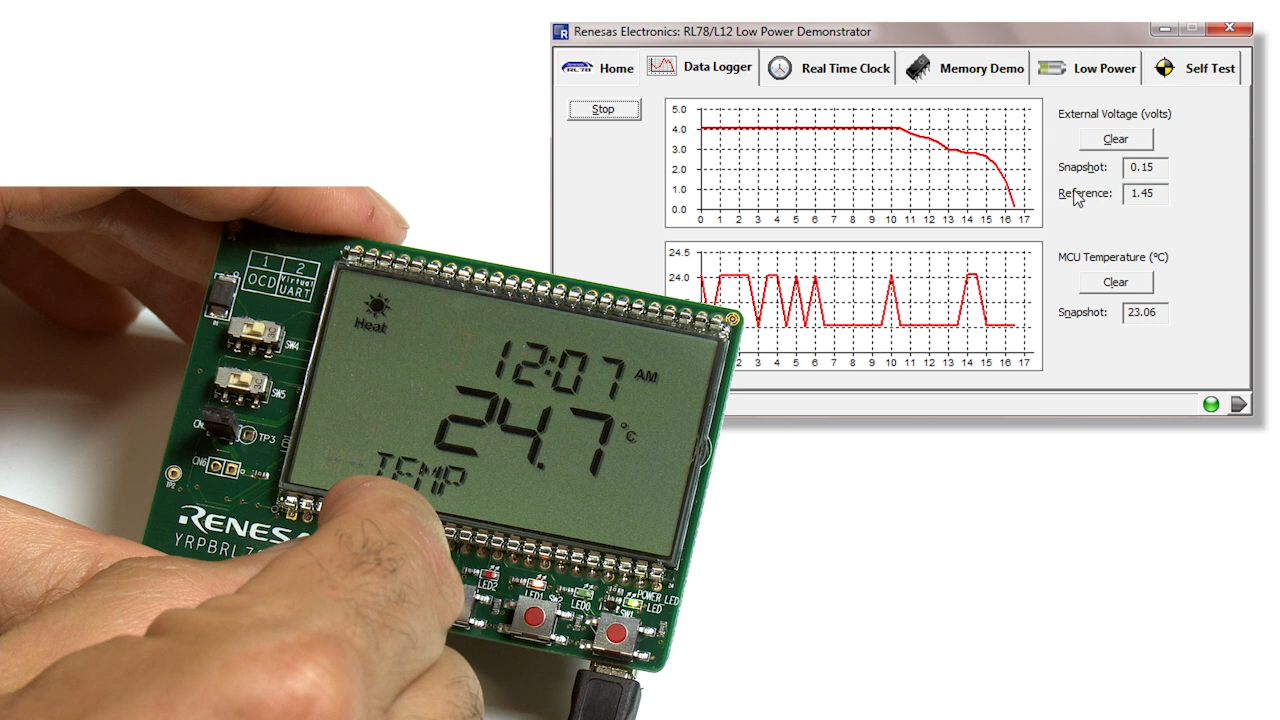 Renesas Electronics: RL78/L12 Low Power Demonstrator
Home
Data Logger
Real Time Clock
Memory Demo
Low Power
Self Test
Stop
5.0
4.0
3.0
2.0
1.0
0.0
0 1 2 3 4 5 6 7 8 9 10 11 12 13 14 15 16 17
External Voltage (volts)
Clear
Snapshot: 0.15
Reference: 1.45
24.5
24.0
2 3 4 5 6 7 8 9 10 11 12 13 14 15 16 17
MCU Temperature (°C)
Clear
Snapshot: 23.06
1 2
OCD Virtual UART
SW4
SW5
TP3
CN6
TP2
Heat
12:07 AM
24.7 °C
TEMP
RENESA
YRPBRL7
LED2
LED1
SW2
LED0
SW1
POWER LED
LED